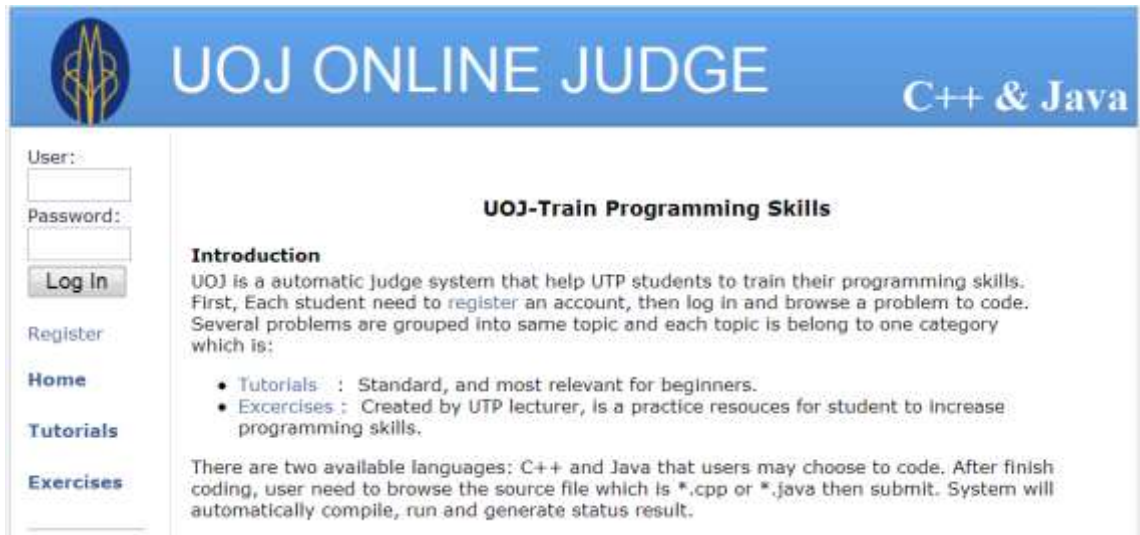 UOJ ONLINE JUDGE
C++ & Java
User:
Password:
Log In
Register
Home
Tutorials
Exercises
UOJ-Train Programming Skills
Introduction
UOJ is a automatic judge system that help UTP students to train their programming skills.
First, Each student need to register an account, then log in and browse a problem to code.
Several problems are grouped into same topic and each topic is belong to one category
which is:
• Tutorials : Standard, and most relevant for beginners.
• Excercises : Created by UTP lecturer, is a practice resouces for student to increase
programming skills.
There are two available languages: C++ and Java that users may choose to code. After finish
coding, user need to browse the source file which is *.cpp or *.java then submit. System will
automatically compile, run and generate status result.